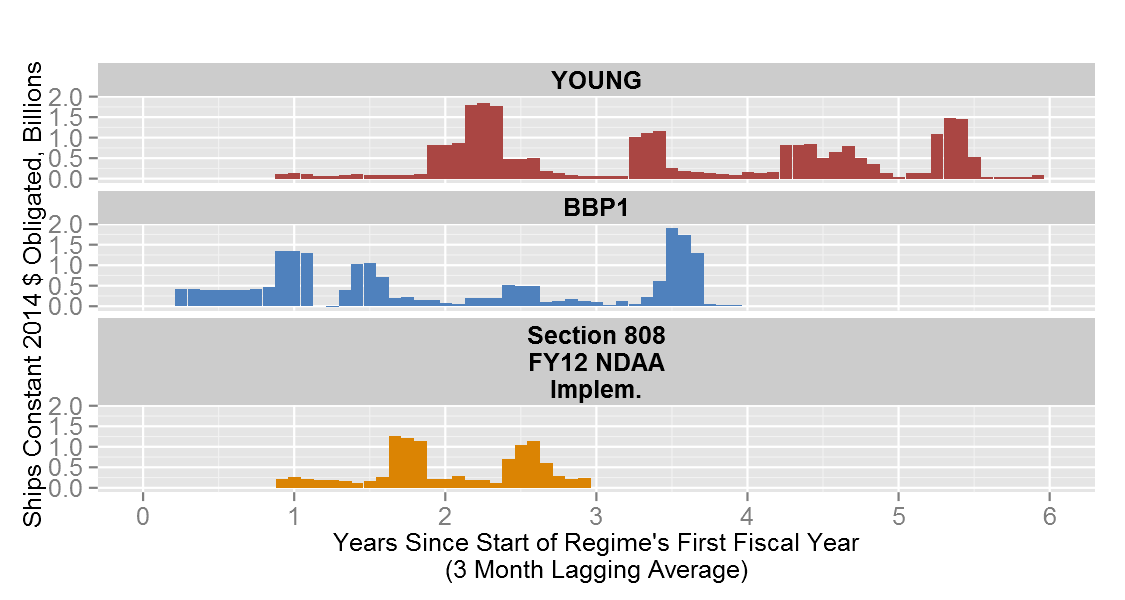 Ships Constant 2014 $ Obligated, Billions
YOUNG
2.0
1.5
1.0
0.5
0.0
BBP1
2.0
1.5
1.0
0.5
0.0
Section 808
FY12 NDAA
Implem.
2.0
1.5
1.0
0.5
0.0
0 1 2 3 4 5 6
Years Since Start of Regime's First Fiscal Year
(3 Month Lagging Average)